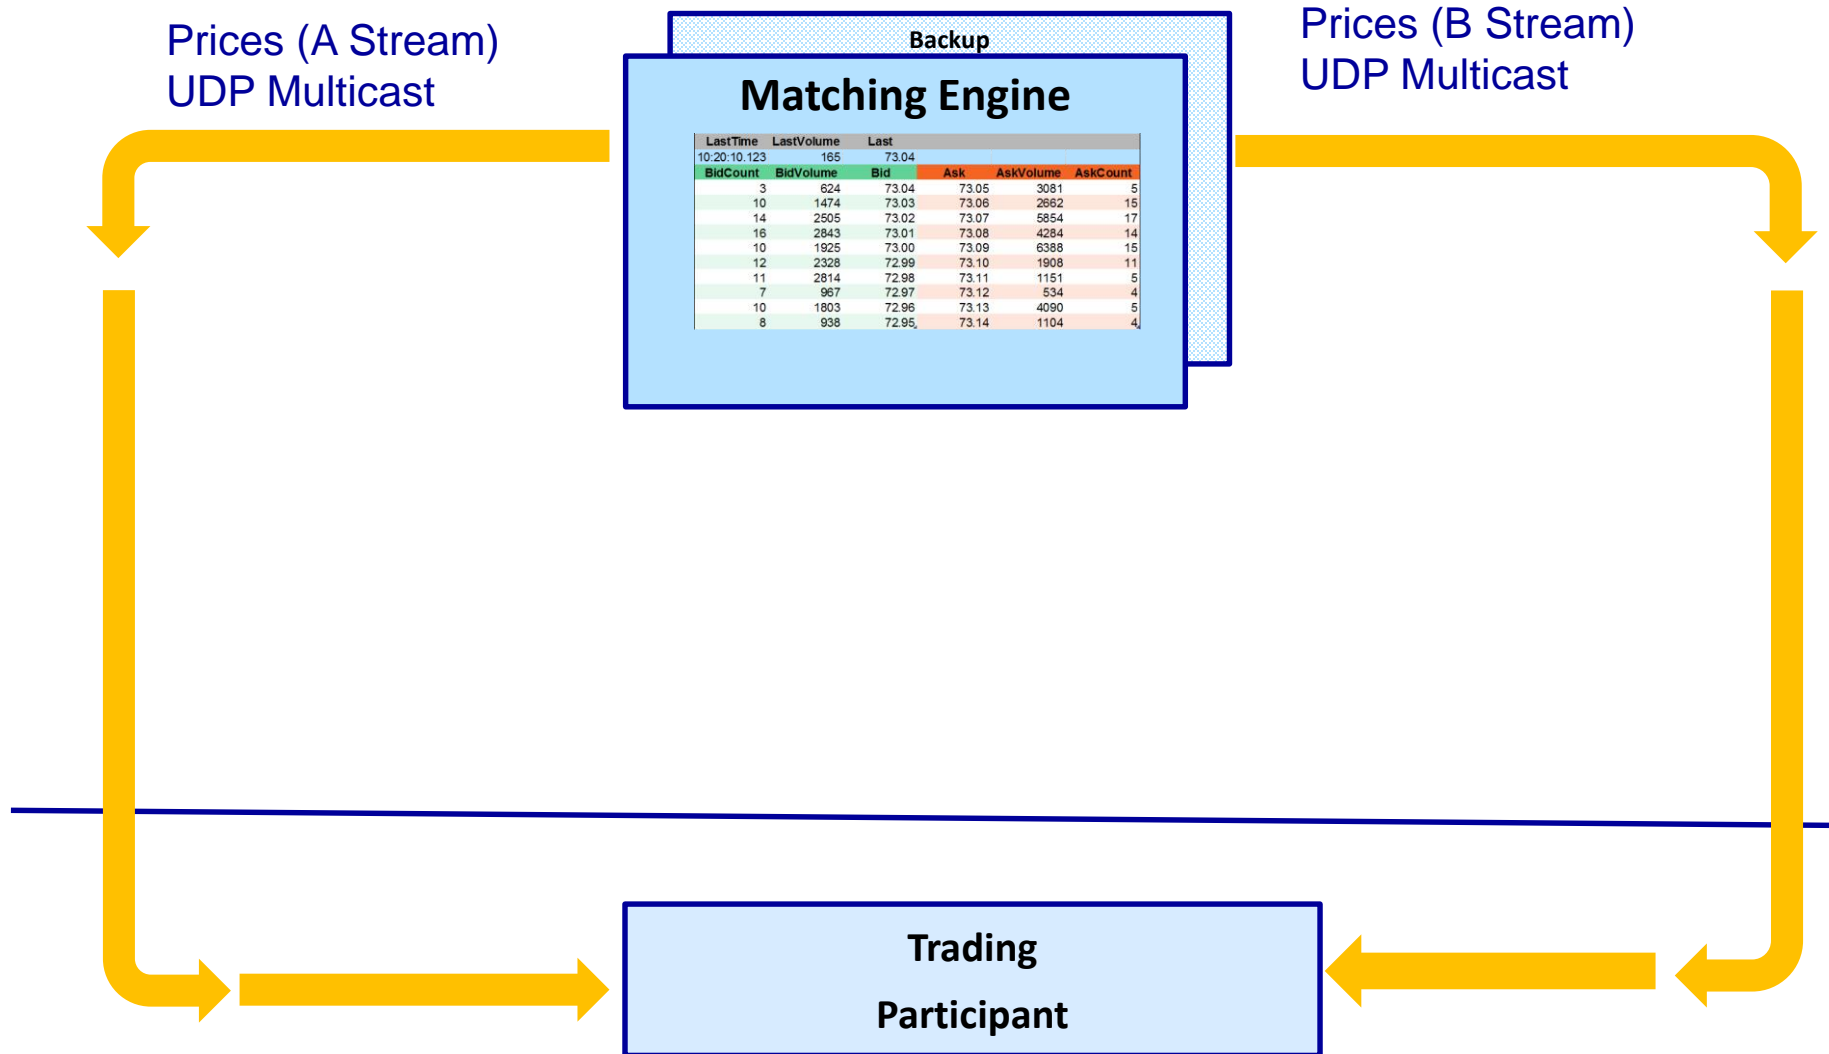 Prices (A Stream)
UDP Multicast
Backup
Prices (B Stream)
UDP Multicast
Matching Engine
LastTime LastVolume Last
10:20:10.123 165 73.04
BidCount BidVolume Bid Ask AskVolume AskCount
3 624 73.04 73.05 3081 5
10 1474 73.03 73.06 2662 15
14 2505 73.02 73.07 5854 17
16 2843 73.01 73.08 4284 14
10 1925 73.00 73.09 6388 15
12 2328 72.99 73.10 1908 11
11 2814 72.98 73.11 1151 5
7 967 72.97 73.12 534 4
10 1803 72.96 73.13 4090 5
8 938 72.95 73.14 1104 4
Trading
Participant